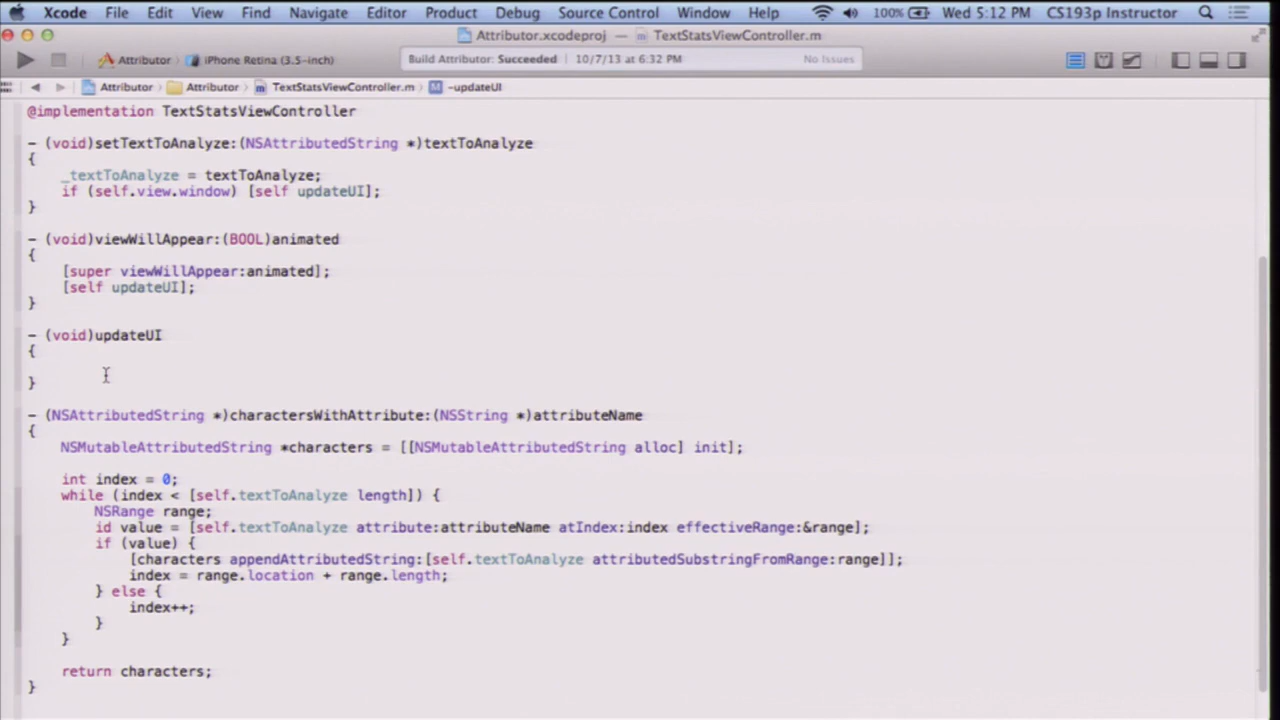 Xcode File Edit View Find Navigate Editor Product Debug Source Control Window Help 100% Wed 5:12 PM CS193p Instructor
Attributor.xcodeproj — TextStatsViewController.m
Attributor iPhone Retina (3.5-inch) Build Attributor: Succeeded 10/7/13 at 6:32 PM No Issues
Attributor Attributor TextStatsViewController.m M -updateUI
@implementation TextStatsViewController
- (void)setTextToAnalyze:(NSAttributedString *)textToAnalyze
{
_textToAnalyze = textToAnalyze;
if (self.view.window) [self updateUI];
}
- (void)viewWillAppear:(BOOL)animated
{
[super viewWillAppear:animated];
[self updateUI];
}
- (void)updateUI
{
}
- (NSAttributedString *)charactersWithAttribute:(NSString *)attributeName
{
NSMutableAttributedString *characters = [[NSMutableAttributedString alloc] init];
int index = 0;
while (index < [self.textToAnalyze length]) {
NSRange range;
id value = [self.textToAnalyze attribute:attributeName atIndex:index effectiveRange:&range];
if (value) {
[characters appendAttributedString:[self.textToAnalyze attributedSubstringFromRange:range]];
index = range.location + range.length;
} else {
index++;
}
}
return characters;
}